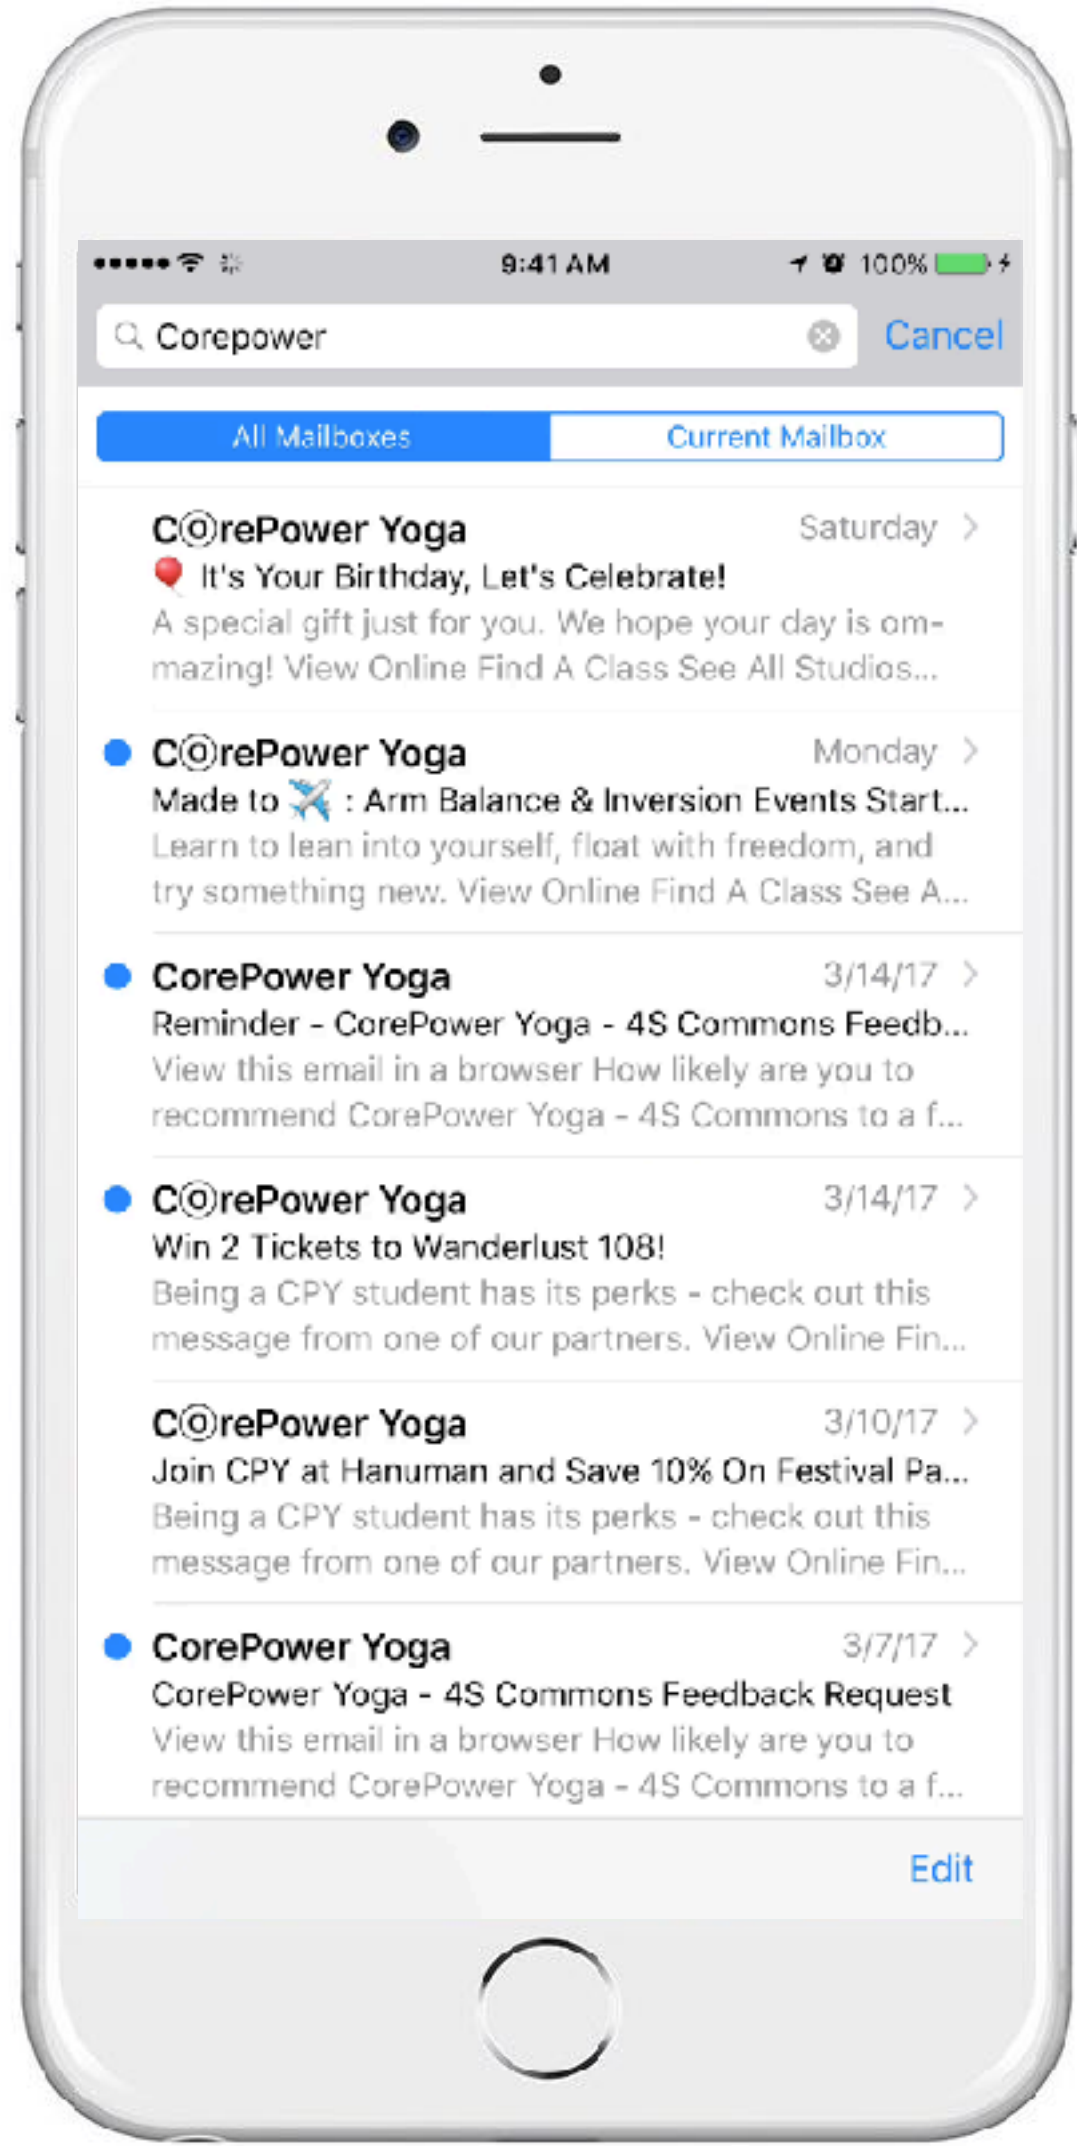 9:41 AM 100%
Corepower Cancel
All Mailboxes Current Mailbox
CⓞrePower Yoga Saturday
🎈 It's Your Birthday, Let's Celebrate!
A special gift just for you. We hope your day is om-
mazing! View Online Find A Class See All Studios...
CⓞrePower Yoga Monday
Made to ✈️ : Arm Balance & Inversion Events Start...
Learn to lean into yourself, float with freedom, and
try something new. View Online Find A Class See A...
CorePower Yoga 3/14/17
Reminder - CorePower Yoga - 4S Commons Feedb...
View this email in a browser How likely are you to
recommend CorePower Yoga - 4S Commons to a f...
CⓞrePower Yoga 3/14/17
Win 2 Tickets to Wanderlust 108!
Being a CPY student has its perks - check out this
message from one of our partners. View Online Fin...
CⓞrePower Yoga 3/10/17
Join CPY at Hanuman and Save 10% On Festival Pa...
Being a CPY student has its perks - check out this
message from one of our partners. View Online Fin...
CorePower Yoga 3/7/17
CorePower Yoga - 4S Commons Feedback Request
View this email in a browser How likely are you to
recommend CorePower Yoga - 4S Commons to a f...
Edit